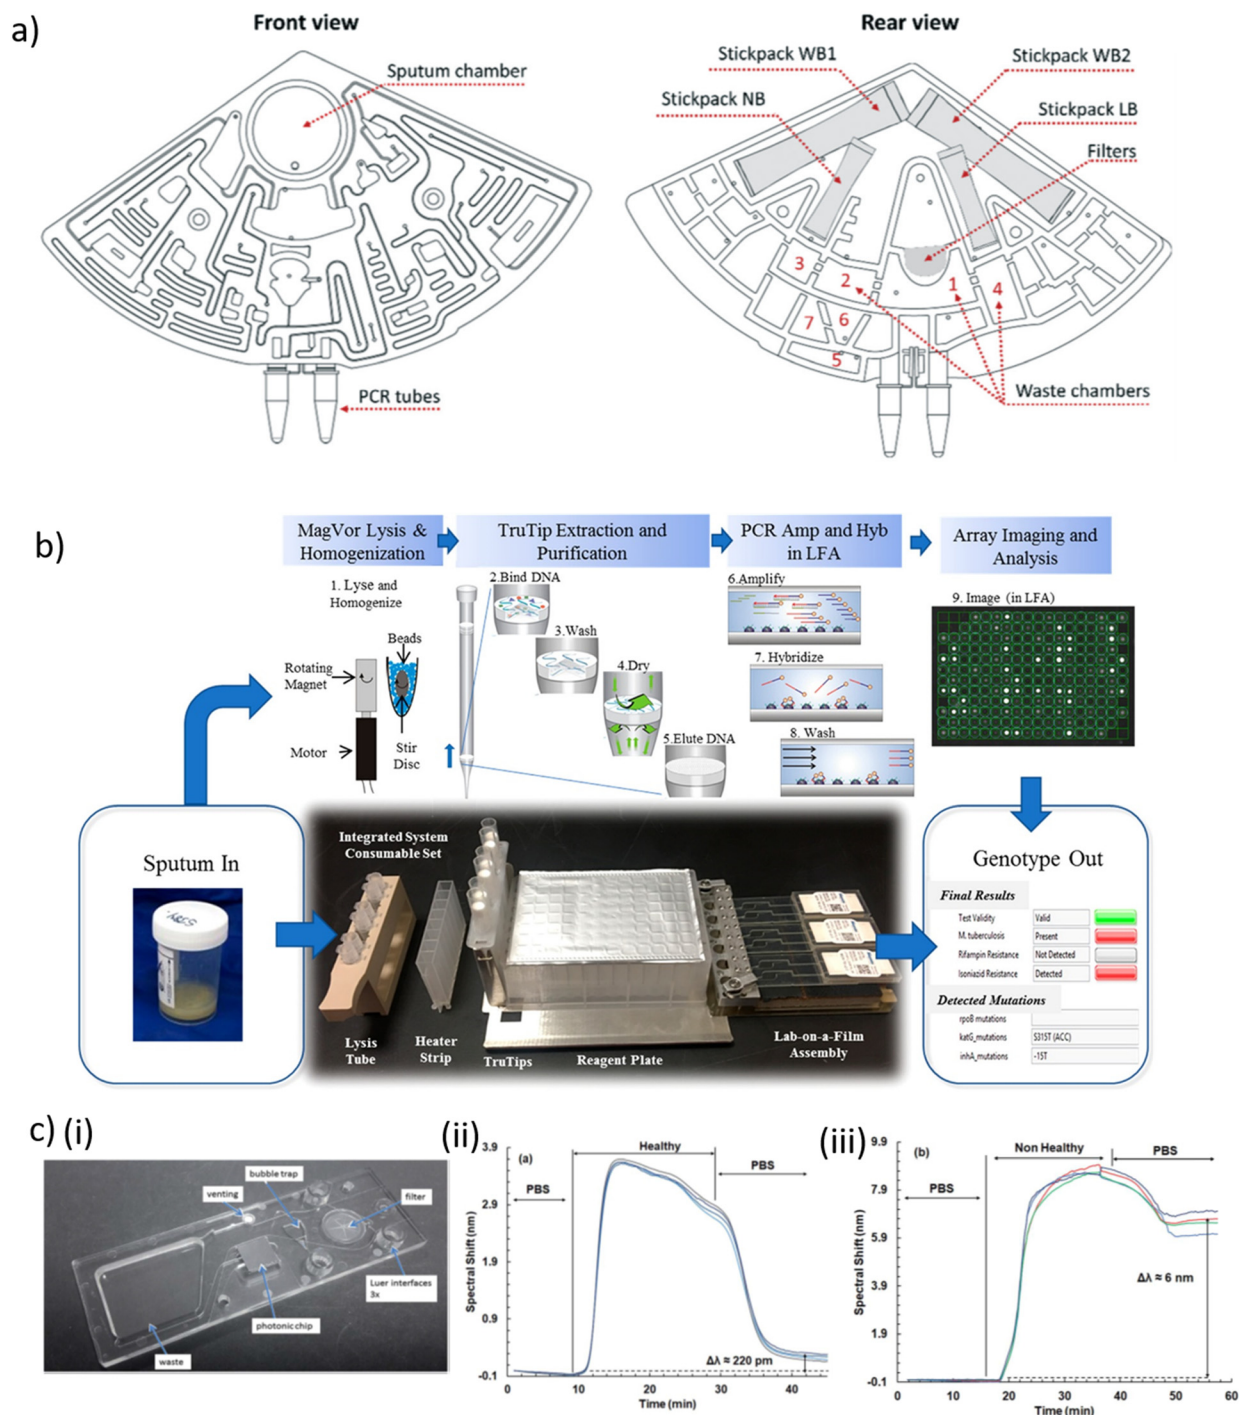 a)
Front view
Rear view
Sputum chamber
PCR tubes
Stickpack WB1
Stickpack WB2
Stickpack NB
Stickpack LB
Filters
3
2
1
4
7
6
5
Waste chambers
b)
MagVor Lysis &
Homogenization
TruTip Extraction and
Purification
PCR Amp and Hyb
in LFA
Array Imaging and
Analysis
1. Lyse and
Homogenize
Beads
Rotating
Magnet
Motor
Stir
Disc
2.Bind DNA
3.Wash
4.Dry
5.Elute DNA
6.Amplify
7. Hybridize
8. Wash
9. Image (in LFA)
Sputum In
Integrated System
Consumable Set
Lysis
Tube
Heater
Strip
TruTips
Reagent Plate
Lab-on-a-Film
Assembly
Genotype Out
Final Results
Test Validity Valid
M. tuberculosis Present
Rifampin Resistance Not Detected
Isoniazid Resistance Detected
Detected Mutations
rpoB mutations
katG_mutations S315T (ACC)
inhA_mutations -15T
c) (i)
bubble trap
venting
filter
Luer interfaces
3x
photonic chip
waste
(ii)
(a)
Healthy
PBS
PBS
Spectral Shift (nm)
3.9
2.9
1.9
0.9
-0.1
Δλ ≈ 220 pm
0 10 20 30 40
Time (min)
(iii)
(b)
Non Healthy
PBS
PBS
Spectral Shift (nm)
9.9
7.9
5.9
3.9
1.9
-0.1
Δλ ≈ 6 nm
0 10 20 30 40 50 60
Time (min)